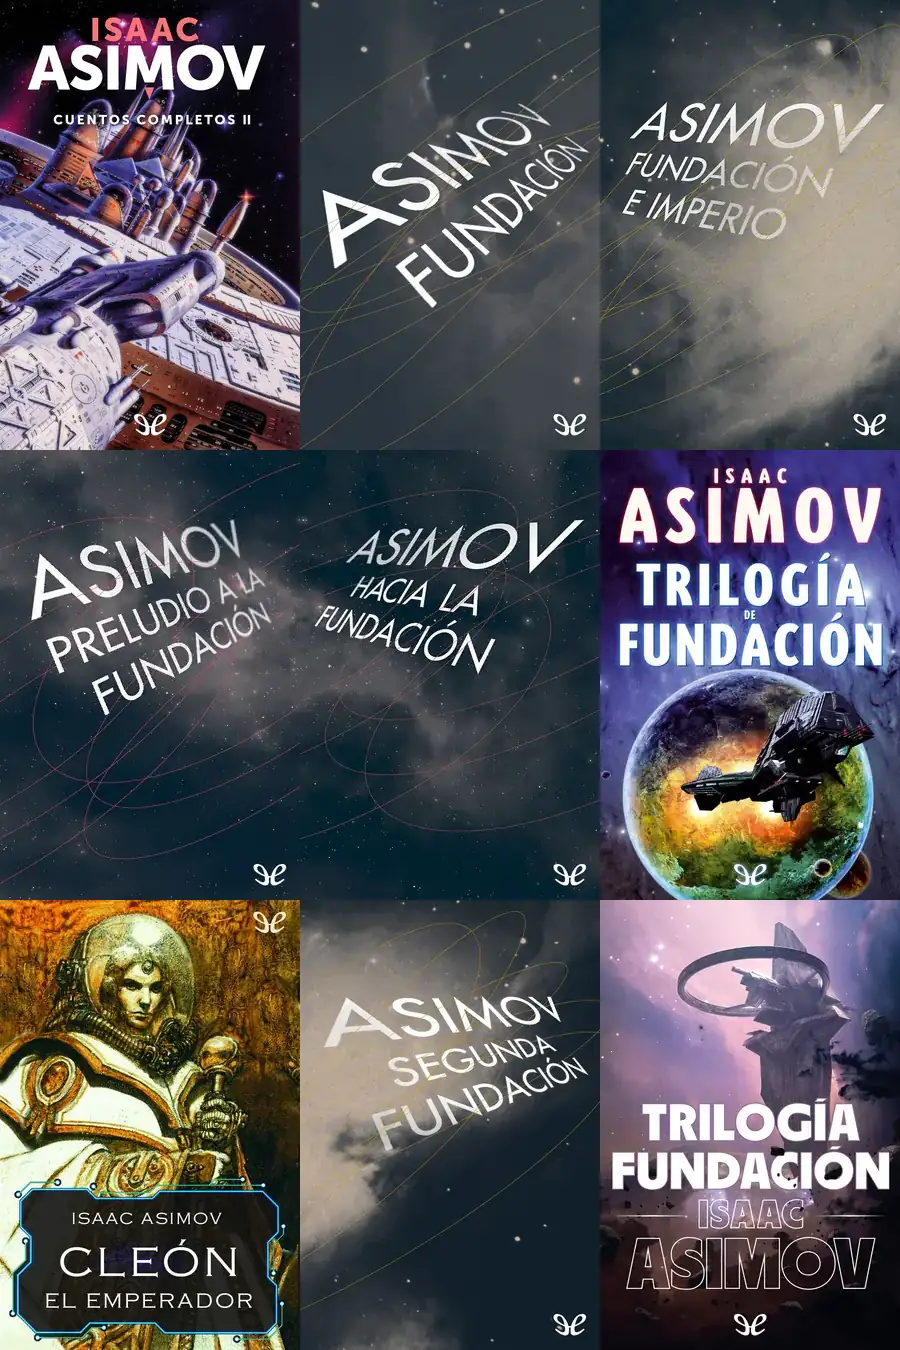 ISAAC
ASIMOV
CUENTOS COMPLETOS II
ASIMOV
FUNDACIÓN
ASIMOV
FUNDACIÓN
E IMPERIO
ASIMOV
PRELUDIO A LA
FUNDACIÓN
ASIMOV
HACIA LA
FUNDACIÓN
ISAAC
ASIMOV
TRILOGÍA
DE
FUNDACIÓN
ISAAC ASIMOV
CLEÓN
EL EMPERADOR
ASIMOV
SEGUNDA
FUNDACIÓN
TRILOGÍA
FUNDACIÓN
ISAAC
ASIMOV